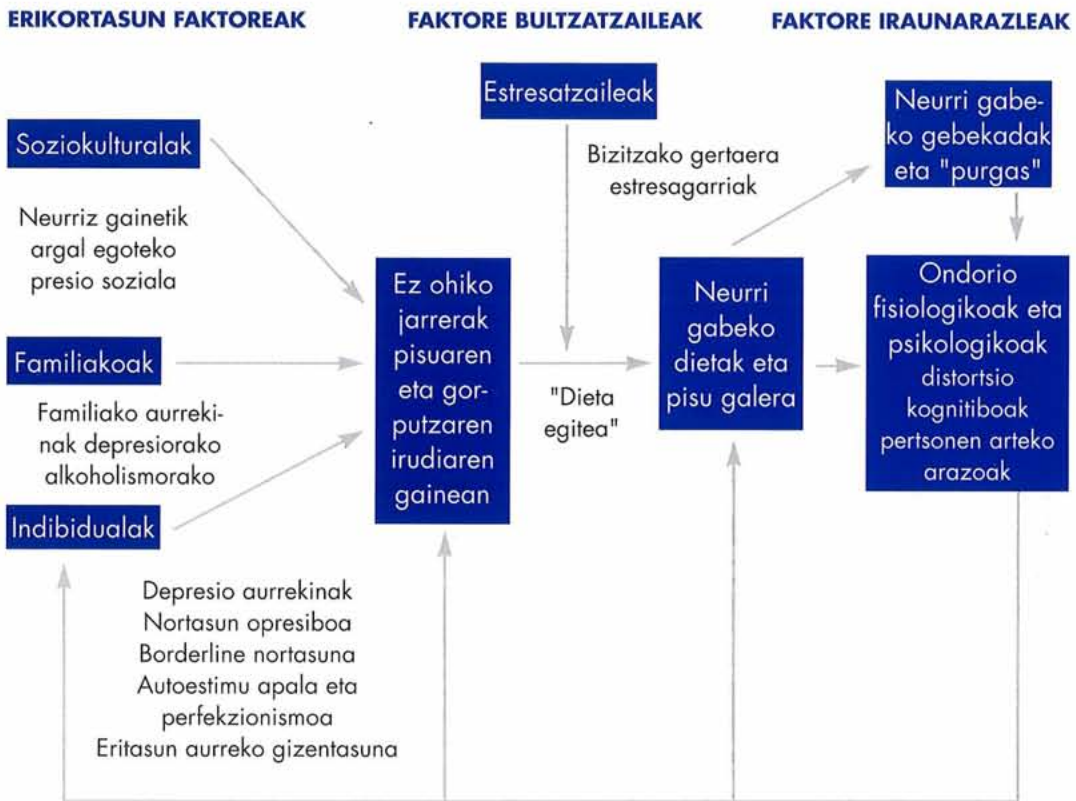 ERIKORTASUN FAKTOREAK
FAKTORE BULTZATZAILEAK
FAKTORE IRAUNARAZLEAK
Soziokulturalak
Neurriz gainetik
argal egoteko
presio soziala
Familiakoak
Familiako aurreki-
nak depresiorako
alkoholismorako
Indibidualak
Depresio aurrekinak
Nortasun opresiboa
Borderline nortasuna
Autoestimu apala eta
perfekzionismoa
Eritasun aurreko gizentasuna
Ez ohiko
jarrerak
pisuaren
eta gor-
putzaren
irudiaren
gainean
Estresatzaileak
Bizitzako gertaera
estresagarriak
"Dieta
egitea"
Neurri
gabeko
dietak eta
pisu galera
Neurri gabe-
ko gebekadak
eta "purgas"
Ondorio
fisiologikoak eta
psikologikoak
distortsio
kognitiboak
pertsonen arteko
arazoak